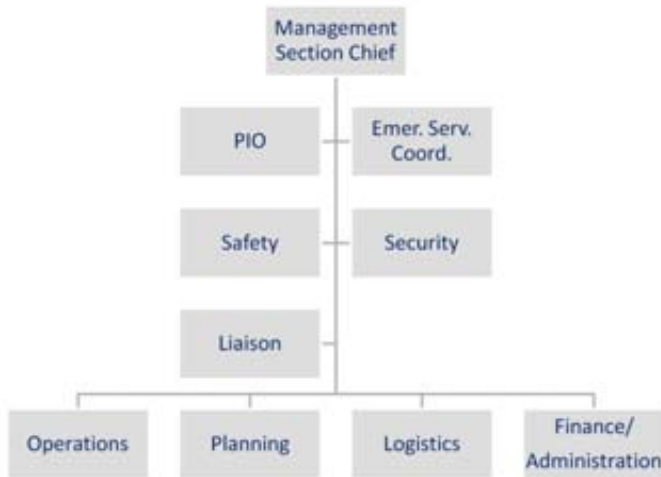 Management
Section Chief
PIO
Emer. Serv.
Coord.
Safety
Security
Liaison
Operations
Planning
Logistics
Finance/
Administration